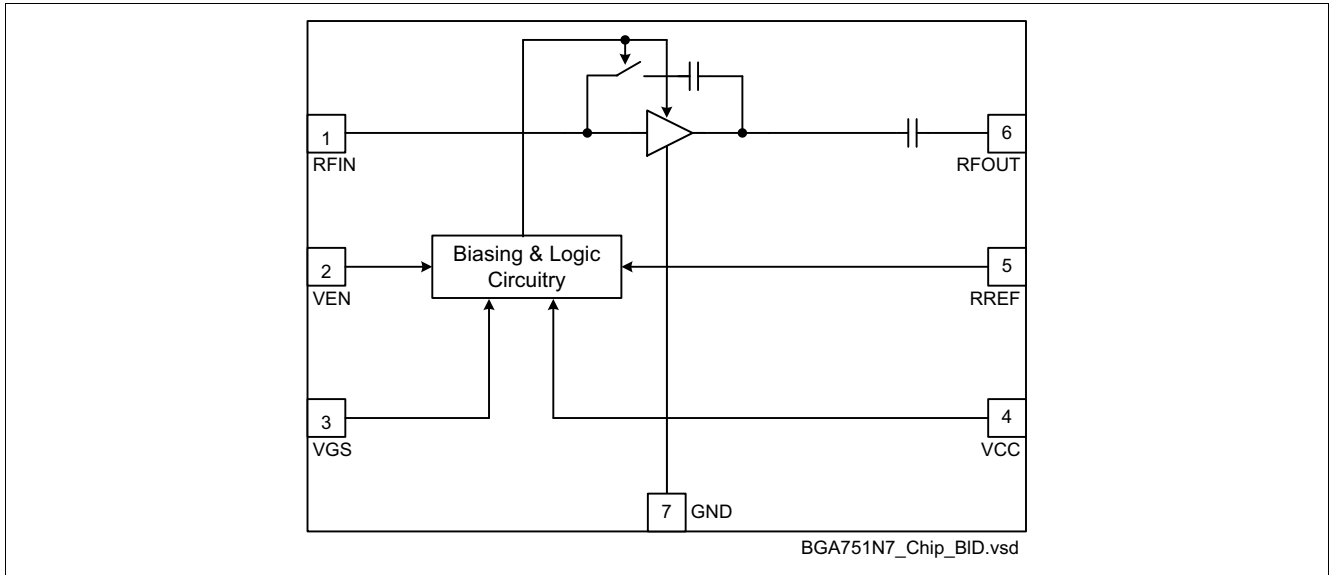 1
RFIN
6
RFOUT
2
VEN
Biasing & Logic
Circuitry
5
RREF
3
VGS
4
VCC
7
GND
BGA751N7_Chip_BID.vsd